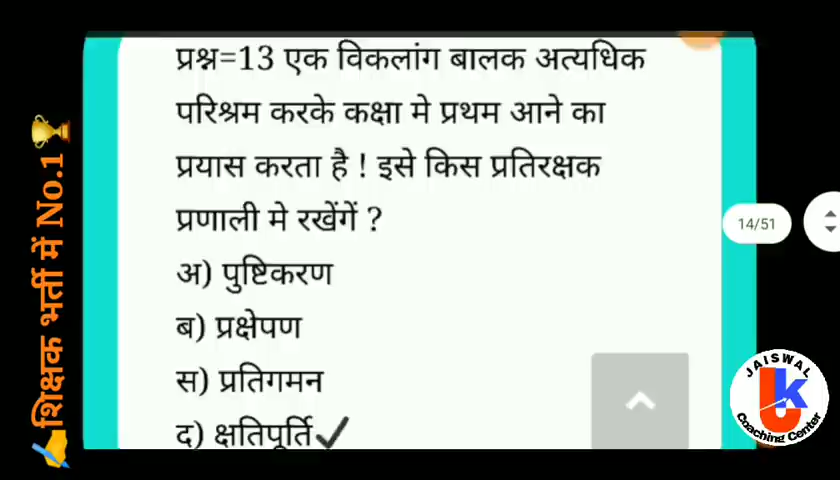 प्रश्न=13 एक विकलांग बालक अत्यधिक
परिश्रम करके कक्षा मे प्रथम आने का
प्रयास करता है ! इसे किस प्रतिरक्षक
प्रणाली मे रखेंगें ?
अ) पुष्टिकरण
ब) प्रक्षेपण
स) प्रतिगमन
द) क्षतिपूर्ति✔
✍शिक्षक भर्ती में No.1🏆
14/51
JAISWAL
JK
Coaching Center